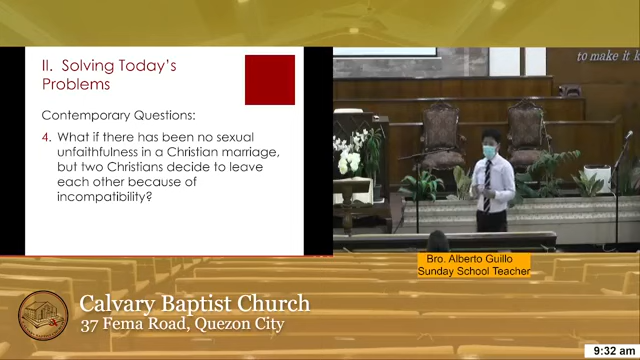 II. Solving Today's
Problems
Contemporary Questions:
4. What if there has been no sexual
unfaithfulness in a Christian marriage,
but two Christians decide to leave
each other because of
incompatibility?
to make it k
Bro. Alberto Guillo
Sunday School Teacher
Calvary Baptist Church
37 Fema Road, Quezon City
9:32 am